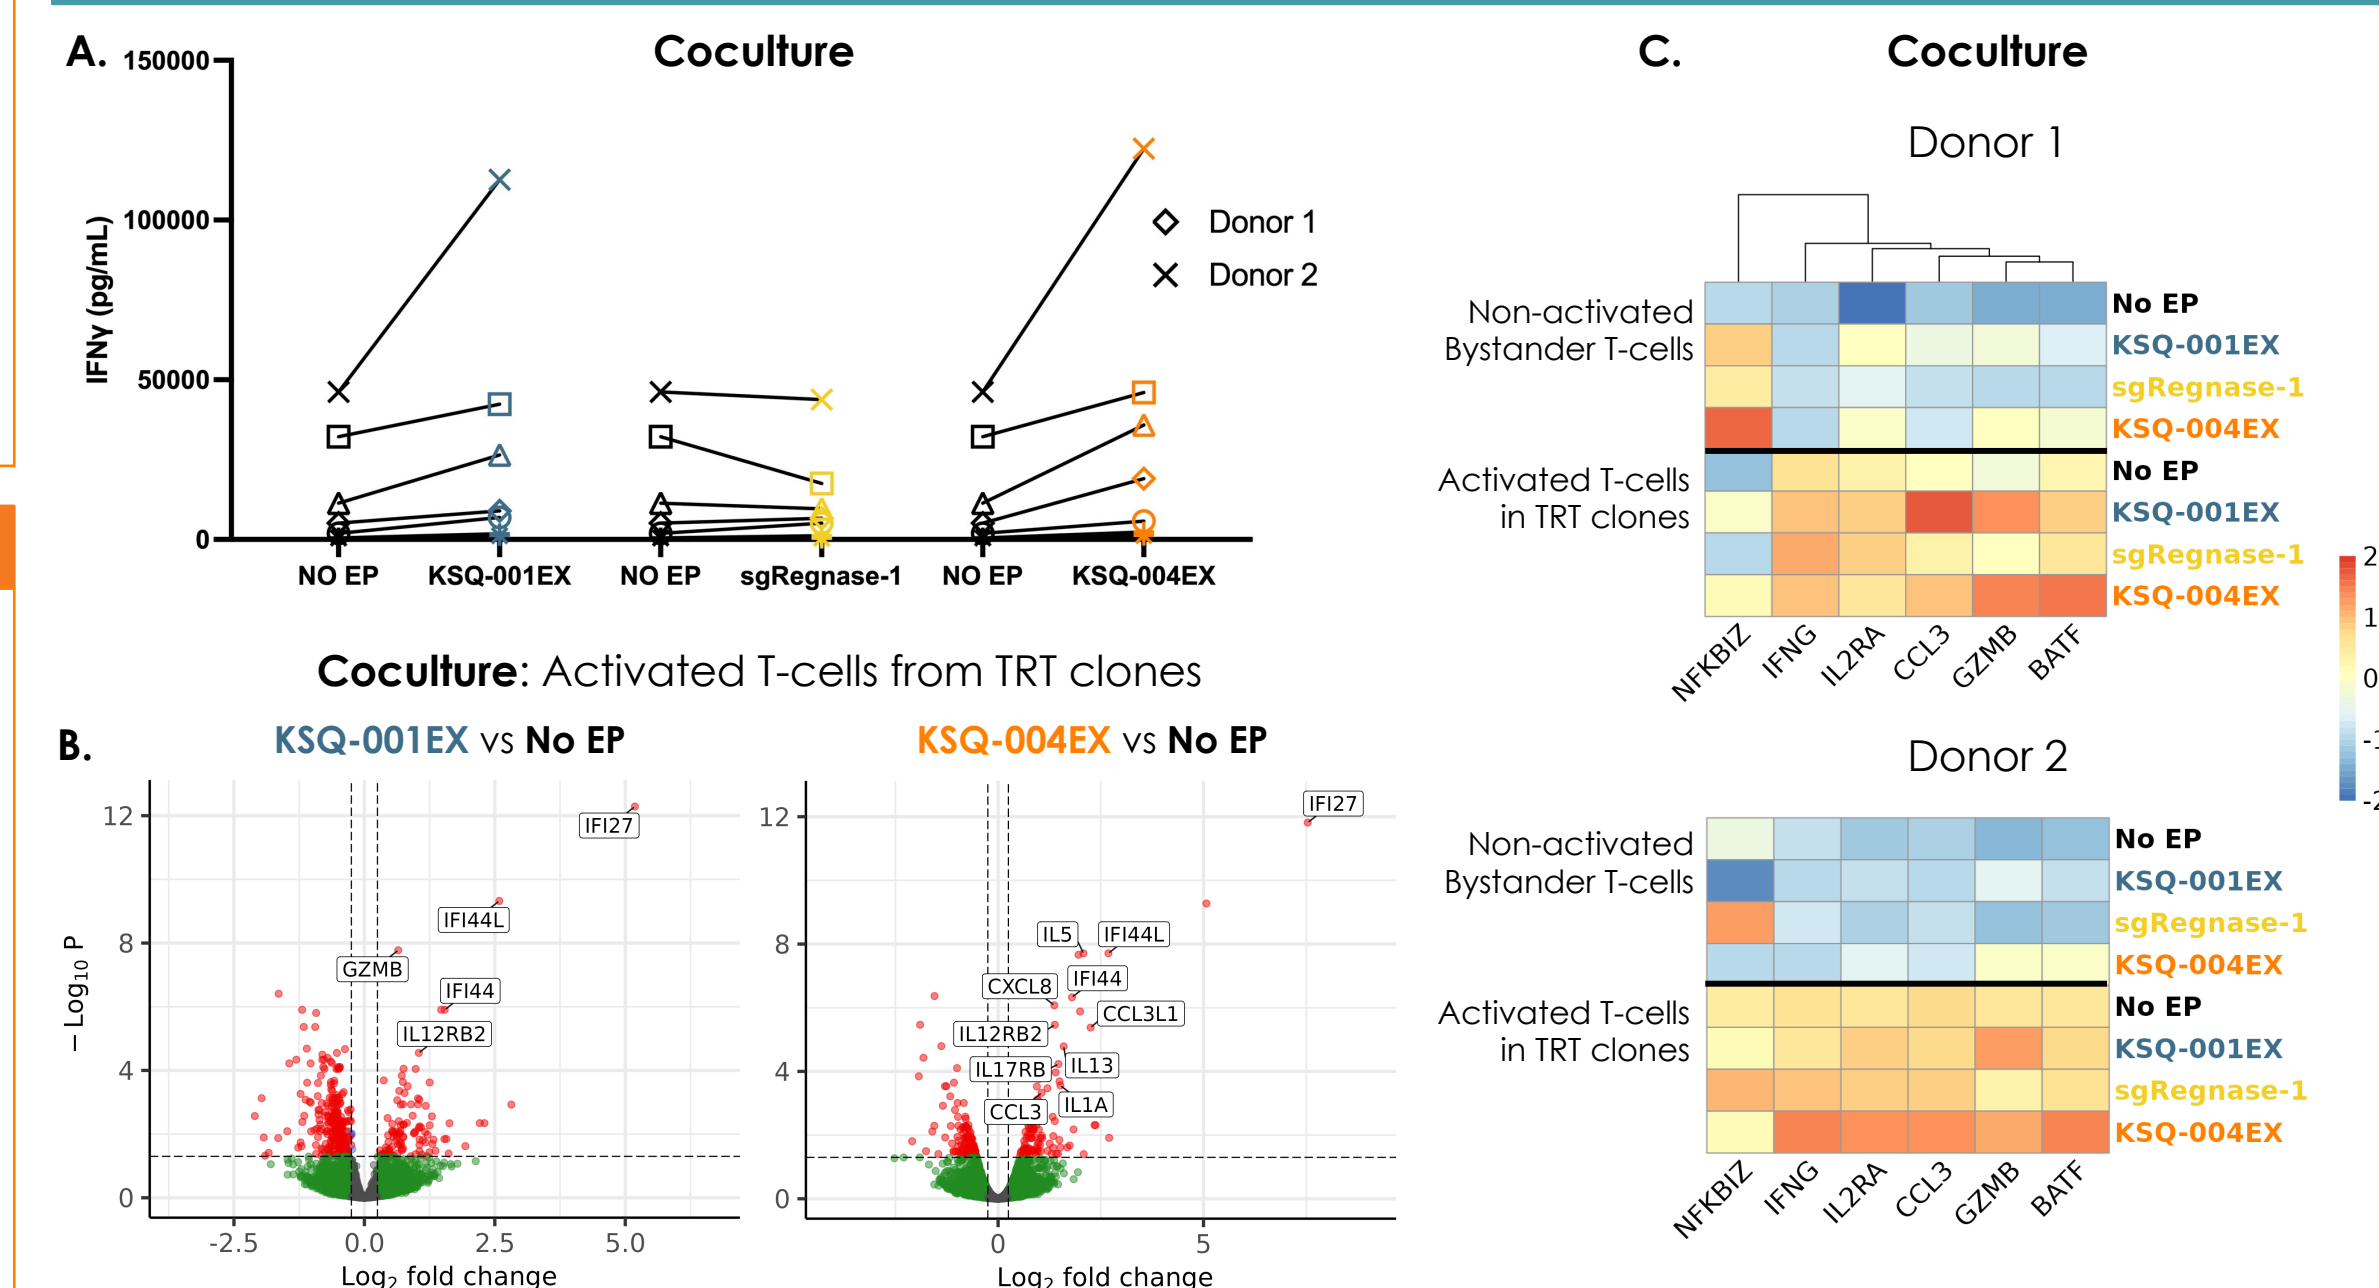 A.
Coculture
150000
100000
50000
0
IFNγ (pg/mL)
Donor 1
Donor 2
NO EP
KSQ-001EX
NO EP
sgRegnase-1
NO EP
KSQ-004EX
Coculture: Activated T-cells from TRT clones
B.
KSQ-001EX vs No EP
12
8
4
0
– Log10 P
IFI27
IFI44L
GZMB
IFI44
IL12RB2
-2.5
0.0
2.5
5.0
Log2 fold change
KSQ-004EX vs No EP
12
8
4
0
IFI27
IL5
IFI44L
CXCL8
IFI44
CCL3L1
IL12RB2
IL17RB
IL13
CCL3
IL1A
0
5
Log2 fold change
C.
Coculture
Donor 1
Non-activated
Bystander T-cells
No EP
KSQ-001EX
sgRegnase-1
KSQ-004EX
Activated T-cells
in TRT clones
No EP
KSQ-001EX
sgRegnase-1
KSQ-004EX
NFKBIZ
IFNG
IL2RA
CCL3
GZMB
BATF
2
1
0
-1
-2
Donor 2
Non-activated
Bystander T-cells
No EP
KSQ-001EX
sgRegnase-1
KSQ-004EX
Activated T-cells
in TRT clones
No EP
KSQ-001EX
sgRegnase-1
KSQ-004EX
NFKBIZ
IFNG
IL2RA
CCL3
GZMB
BATF